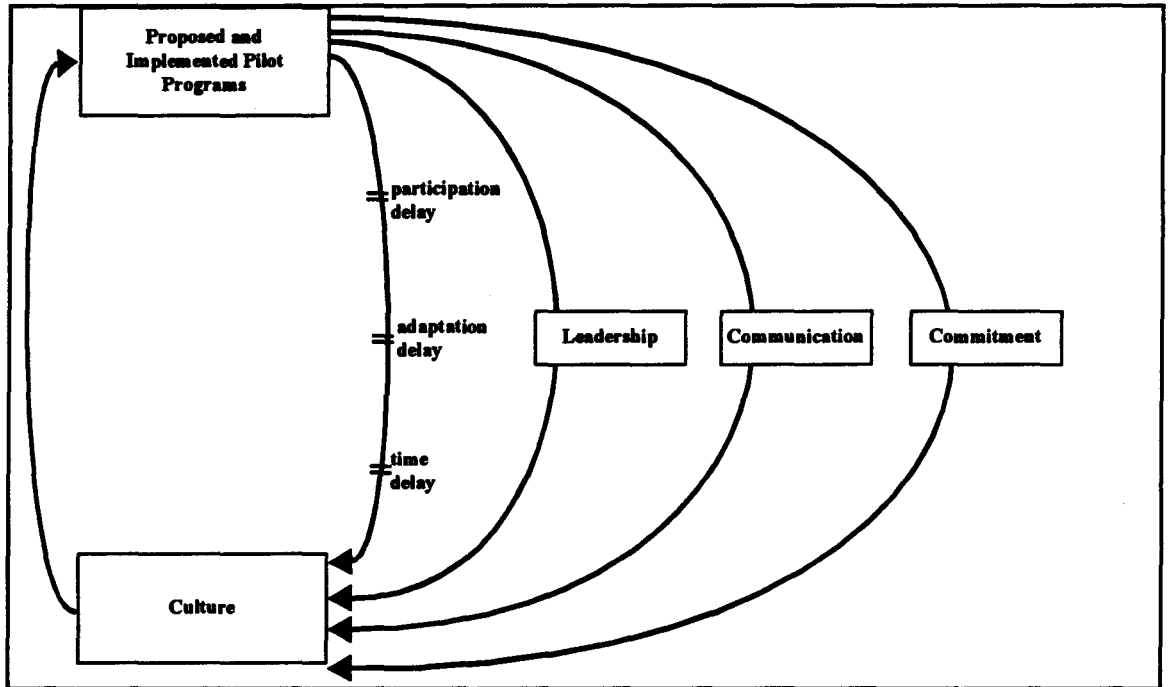 Proposed and
Implemented Pilot
Programs
participation
delay
adaptation
delay
Leadership
Communication
Commitment
time
delay
Culture